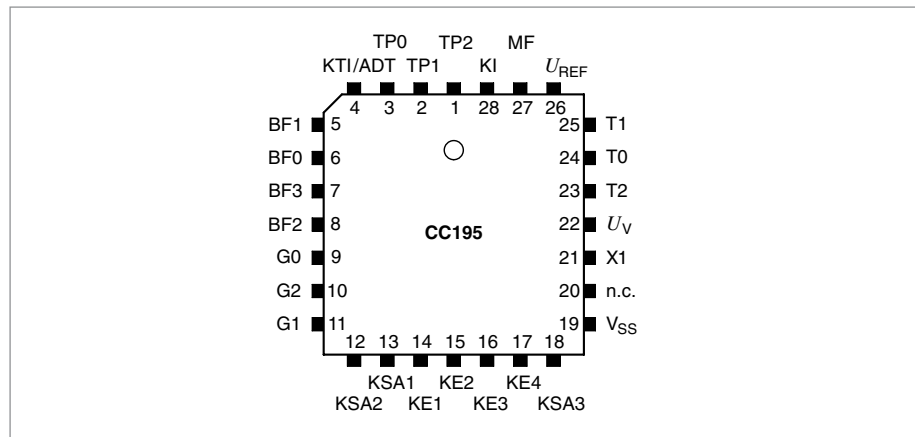 TP0 TP2 MF
KTI/ADT TP1 KI U_REF
4 3 2 1 28 27 26
BF1 5 25 T1
BF0 6 24 T0
BF3 7 23 T2
BF2 8 CC195 22 U_V
G0 9 21 X1
G2 10 20 n.c.
G1 11 19 V_SS
12 13 14 15 16 17 18
KSA1 KE2 KE4
KSA2 KE1 KE3 KSA3